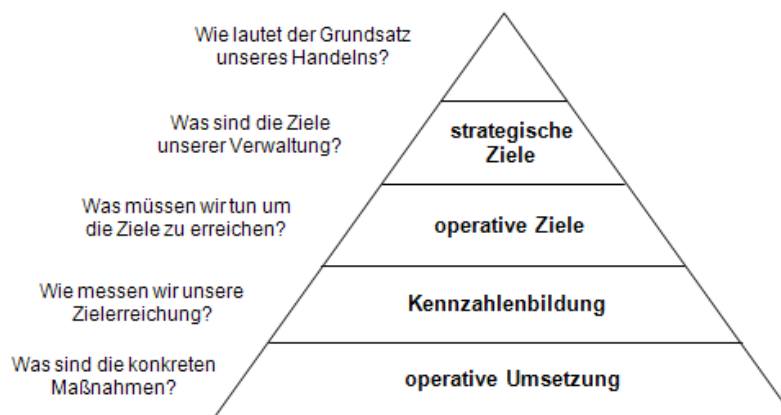 Wie lautet der Grundsatz
unseres Handelns?
Was sind die Ziele
unserer Verwaltung?
strategische
Ziele
Was müssen wir tun um
die Ziele zu erreichen?
operative Ziele
Wie messen wir unsere
Zielerreichung?
Kennzahlenbildung
Was sind die konkreten
Maßnahmen?
operative Umsetzung